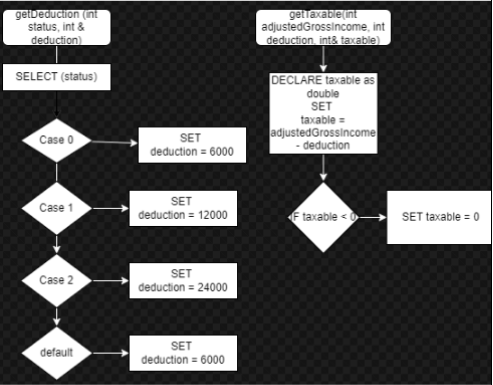 getDeduction (int
status, int &
deduction)
SELECT (status)
Case 0
SET
deduction = 6000
Case 1
SET
deduction = 12000
Case 2
SET
deduction = 24000
default
SET
deduction = 6000
getTaxable(int
adjustedGrossIncome, int
deduction, int& taxable)
DECLARE taxable as
double
SET
taxable =
adjustedGrossIncome
- deduction
IF taxable < 0
SET taxable = 0